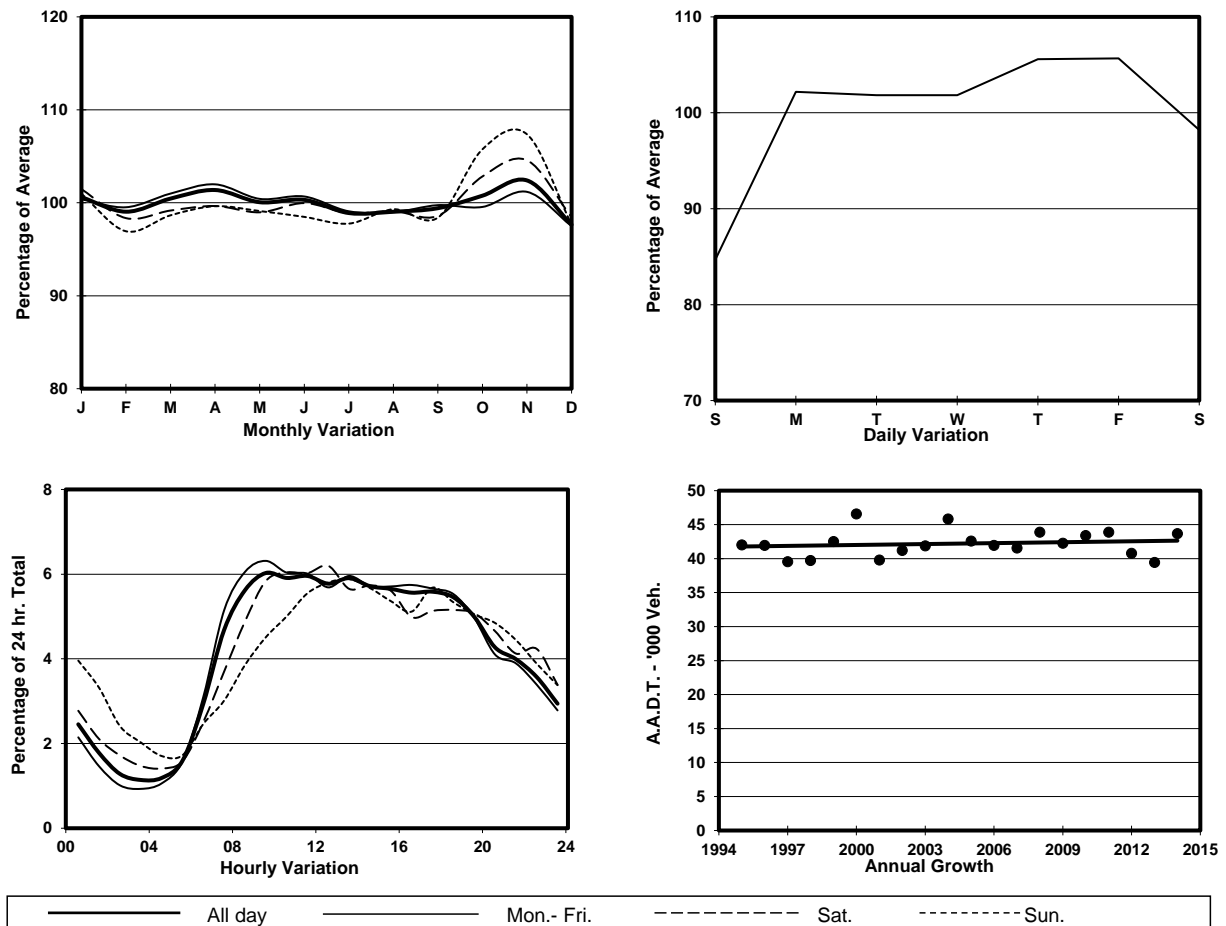 120
110
100
90
80
Percentage of Average
J F M A M J J A S O N D
Monthly Variation
110
100
90
80
70
Percentage of Average
S M T W T F S
Daily Variation
8
6
4
2
0
Percentage of 24 hr. Total
00 04 08 12 16 20 24
Hourly Variation
50
45
40
35
30
25
20
15
10
5
0
A.A.D.T. - '000 Veh.
1994 1997 2000 2003 2006 2009 2012 2015
Annual Growth
All day Mon.- Fri. Sat. Sun.